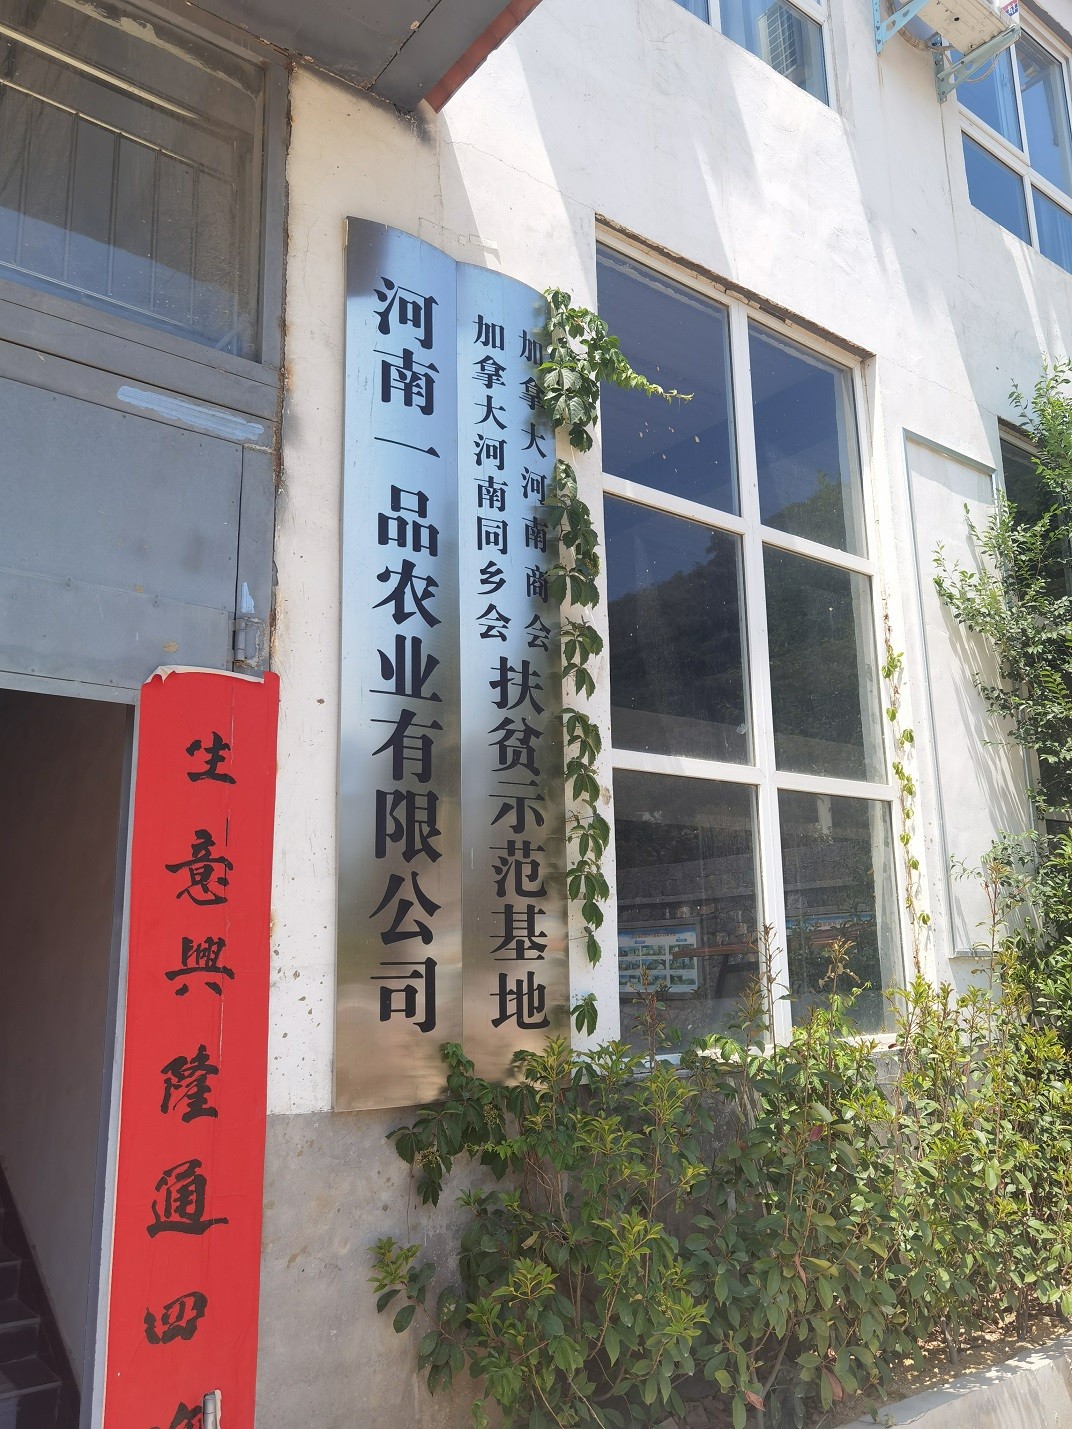 河南一品农业有限公司
加拿大河南商会
加拿大河南同乡会
扶贫示范基地
生意興隆通四